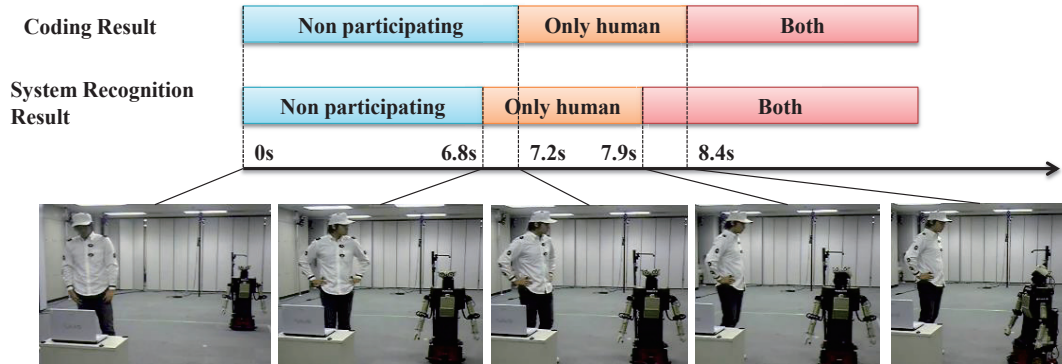 Coding Result
Non participating Only human Both
System Recognition
Result
Non participating Only human Both
0s 6.8s 7.2s 7.9s 8.4s